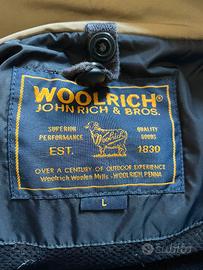 WOOLRICH®
JOHN RICH & BROS.
SUPERIOR PERFORMANCE
QUALITY GOODS
WOOLRICH
EST. 1830
OVER A CENTURY OF OUTDOOR EXPERIENCE
Woolrich Woolen Mills - WOOLRICH, PENNA.
L
Subito